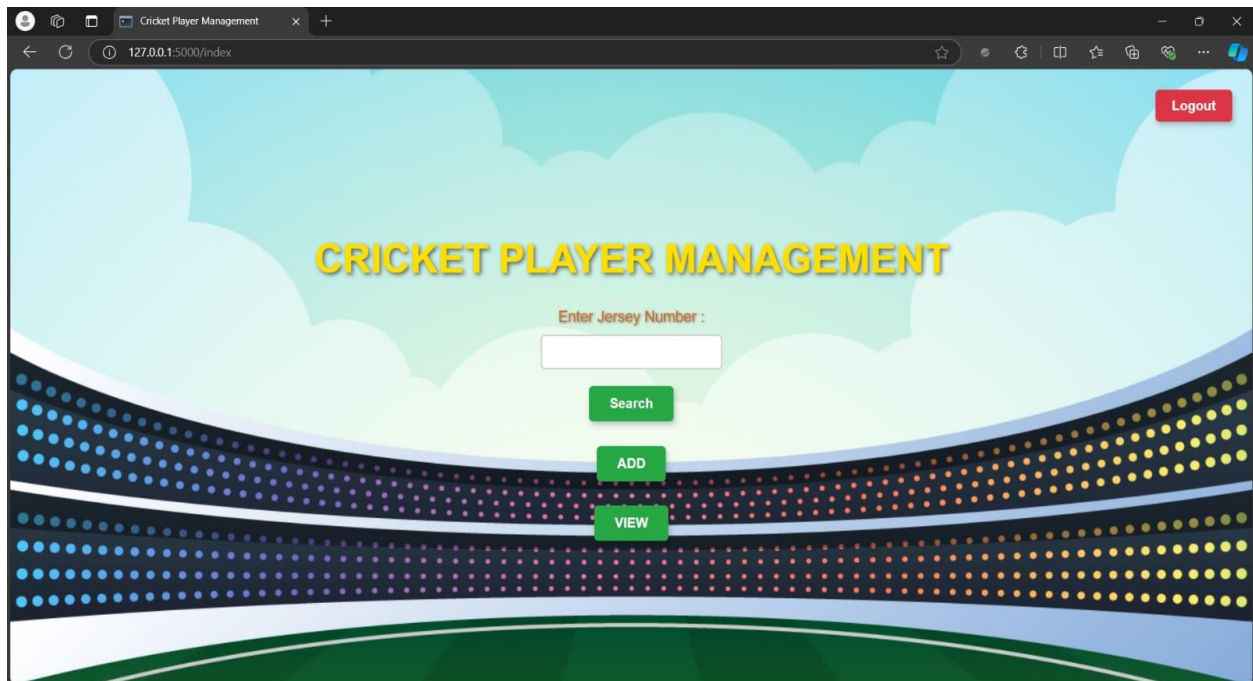 Cricket Player Management
127.0.0.1:5000/index
Logout
CRICKET PLAYER MANAGEMENT
Enter Jersey Number :
Search
ADD
VIEW